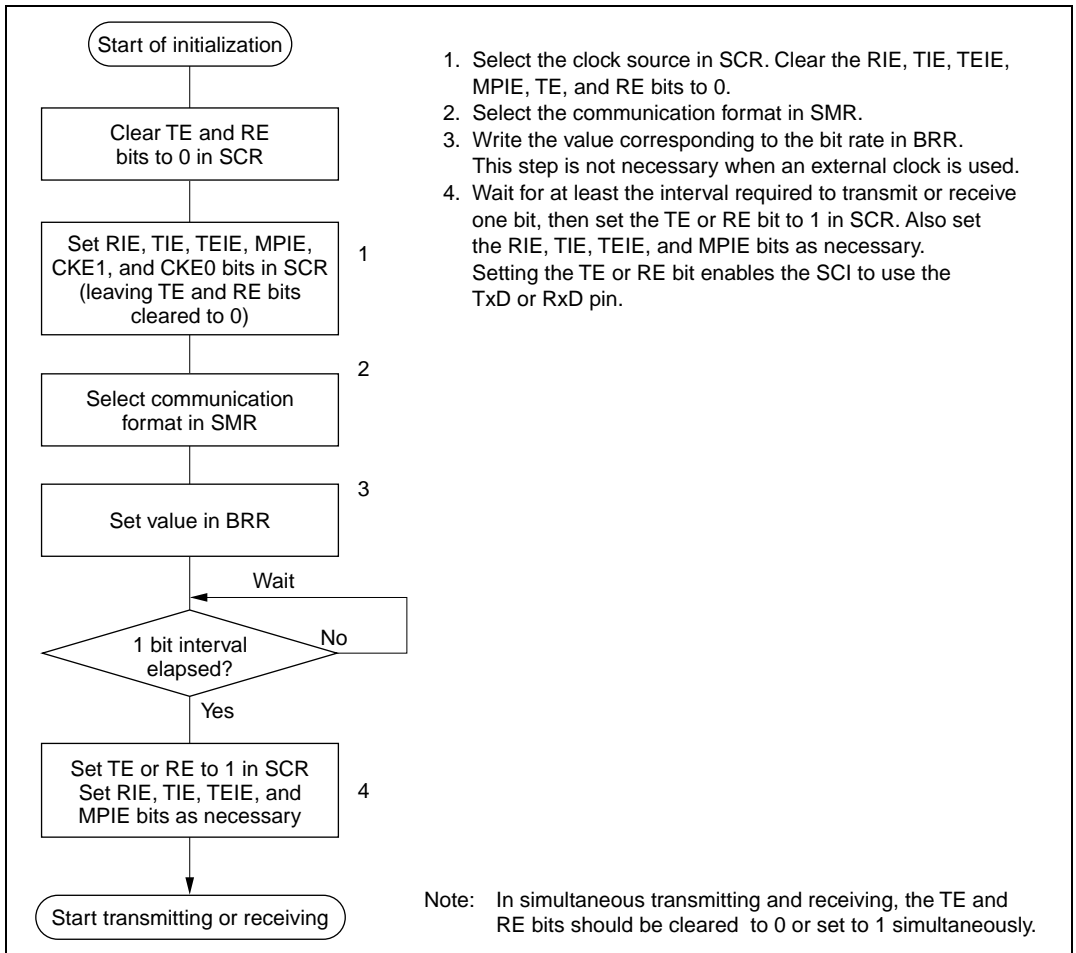 Start of initialization
Clear TE and RE
bits to 0 in SCR
Set RIE, TIE, TEIE, MPIE,
CKE1, and CKE0 bits in SCR
(leaving TE and RE bits
cleared to 0)
1
2
Select communication
format in SMR
3
Set value in BRR
Wait
1 bit interval
elapsed?
No
Yes
Set TE or RE to 1 in SCR
Set RIE, TIE, TEIE, and
MPIE bits as necessary
4
Start transmitting or receiving
1. Select the clock source in SCR. Clear the RIE, TIE, TEIE,
MPIE, TE, and RE bits to 0.
2. Select the communication format in SMR.
3. Write the value corresponding to the bit rate in BRR.
This step is not necessary when an external clock is used.
4. Wait for at least the interval required to transmit or receive
one bit, then set the TE or RE bit to 1 in SCR. Also set
the RIE, TIE, TEIE, and MPIE bits as necessary.
Setting the TE or RE bit enables the SCI to use the
TxD or RxD pin.
Note: In simultaneous transmitting and receiving, the TE and
RE bits should be cleared to 0 or set to 1 simultaneously.